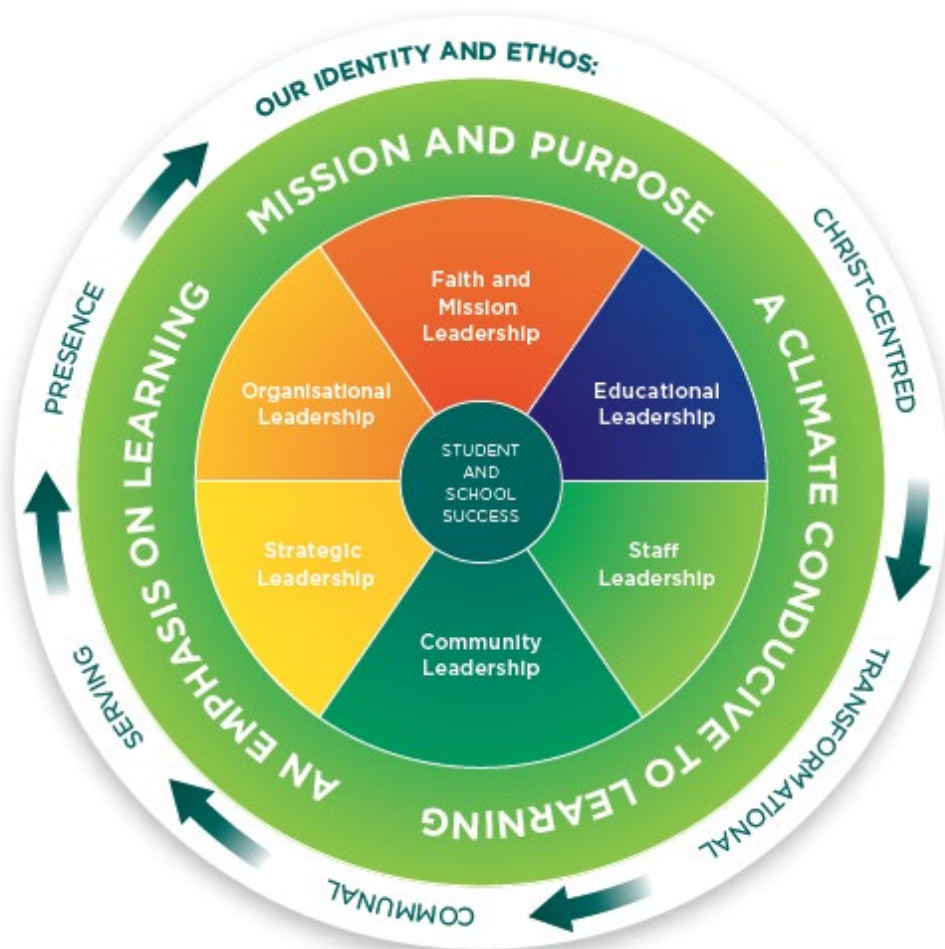 OUR IDENTITY AND ETHOS:
CHRIST-CENTRED
TRANSFORMATIONAL
COMMUNAL
SERVING
PRESENCE
MISSION AND PURPOSE
A CLIMATE CONDUCIVE TO LEARNING
AN EMPHASIS ON LEARNING
Faith and
Mission
Leadership
Educational
Leadership
Staff
Leadership
Community
Leadership
Strategic
Leadership
Organisational
Leadership
STUDENT
AND
SCHOOL
SUCCESS